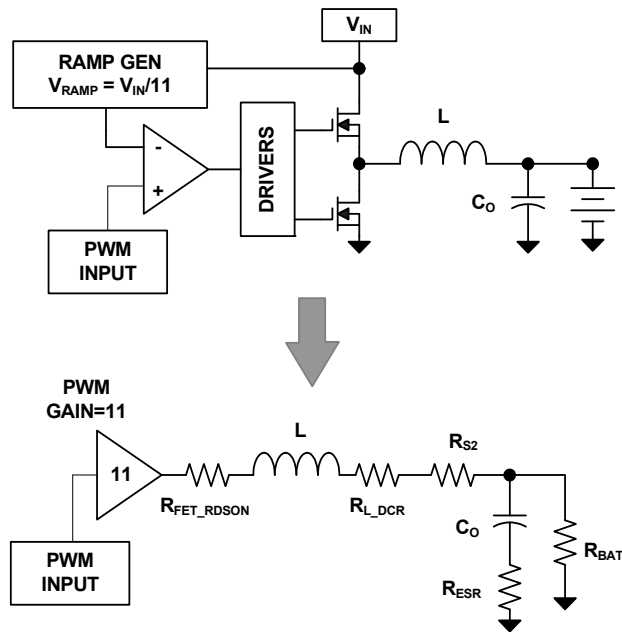 V_IN
RAMP GEN
V_RAMP = V_IN/11
-
+
DRIVERS
L
C_O
PWM
INPUT
PWM
GAIN=11
11
L
R_S2
R_FET_RDSON
R_L_DCR
C_O
R_BAT
PWM
INPUT
R_ESR